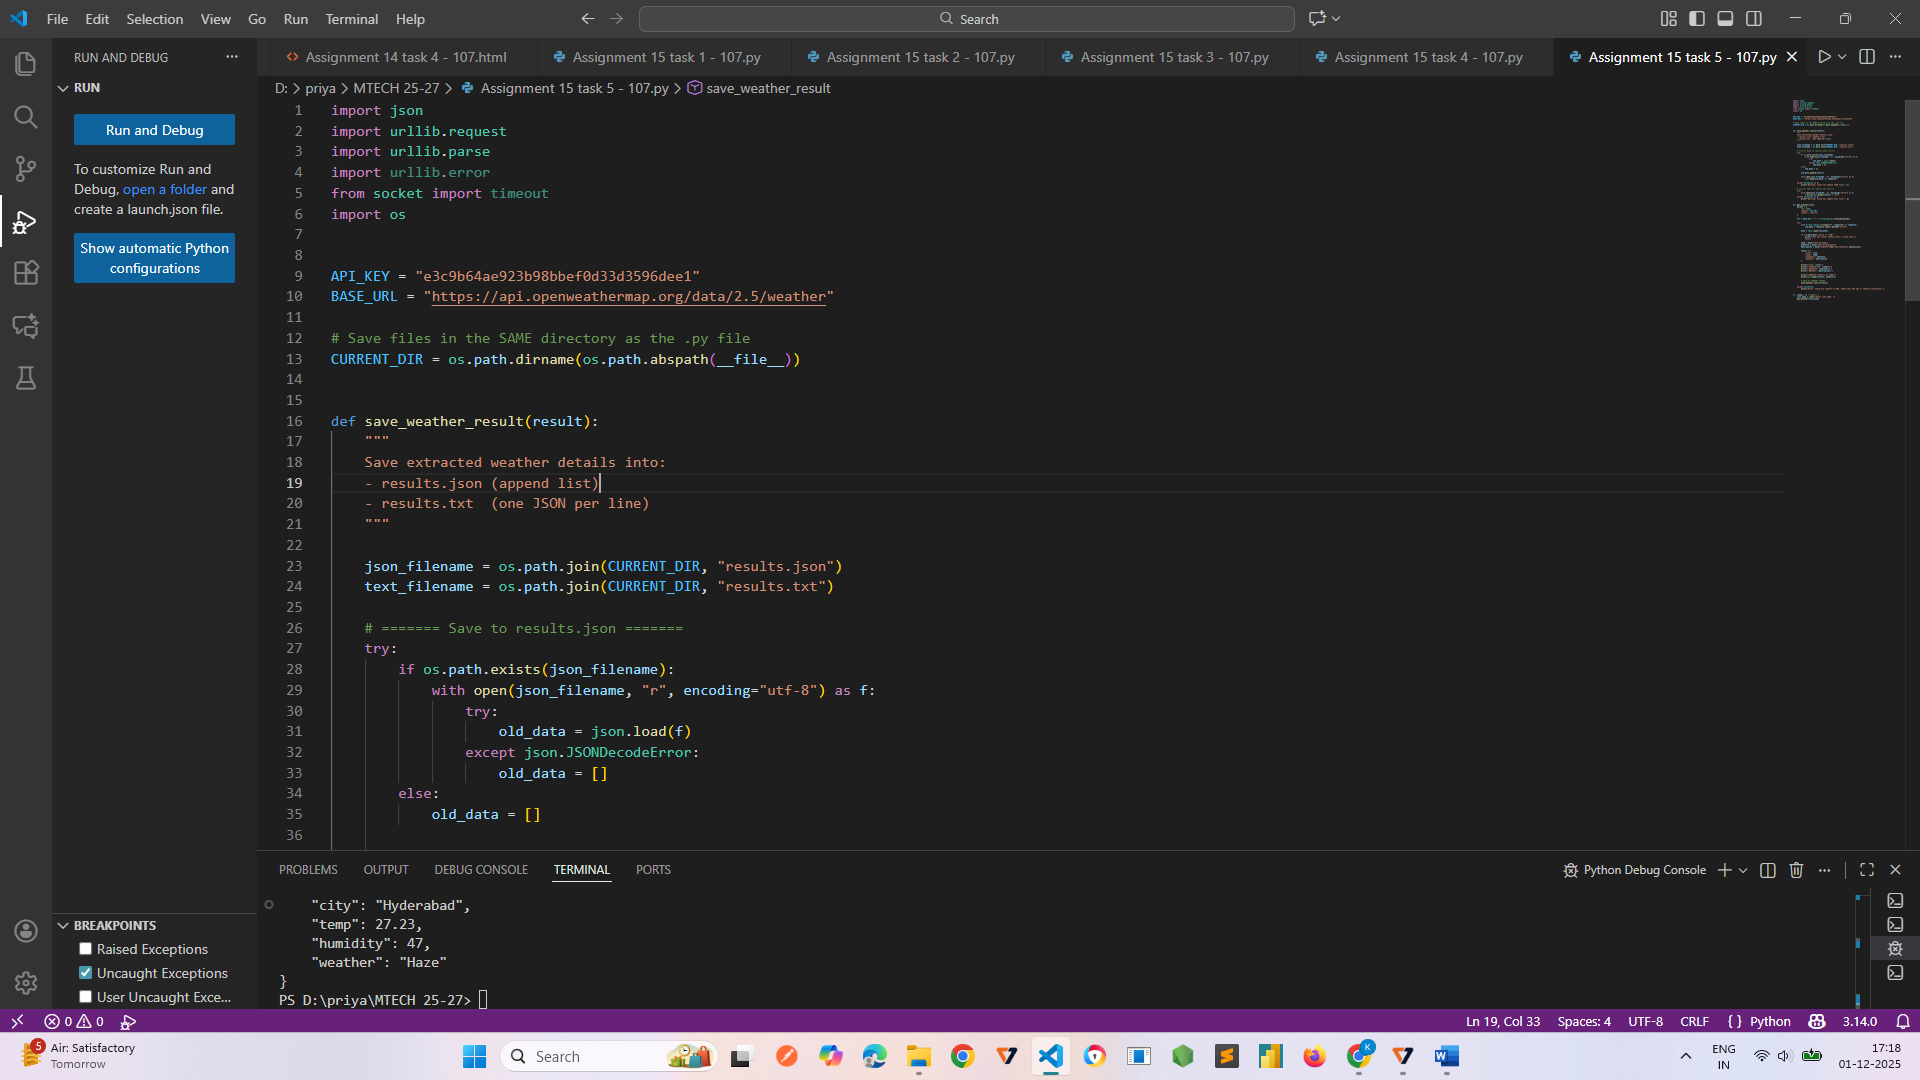 File Edit Selection View Go Run Terminal Help
Search
RUN AND DEBUG
Assignment 14 task 4 - 107.html
Assignment 15 task 1 - 107.py
Assignment 15 task 2 - 107.py
Assignment 15 task 3 - 107.py
Assignment 15 task 4 - 107.py
Assignment 15 task 5 - 107.py
RUN
Run and Debug
To customize Run and
Debug, open a folder and
create a launch.json file.
Show automatic Python
configurations
D: > priya > MTECH 25-27 > Assignment 15 task 5 - 107.py > save_weather_result
1 import json
2 import urllib.request
3 import urllib.parse
4 import urllib.error
5 from socket import timeout
6 import os
7
8
9 API_KEY = "e3c9b64ae923b98bbef0d33d3596dee1"
10 BASE_URL = "https://api.openweathermap.org/data/2.5/weather"
11
12 # Save files in the SAME directory as the .py file
13 CURRENT_DIR = os.path.dirname(os.path.abspath(__file__))
14
15
16 def save_weather_result(result):
17 """
18 Save extracted weather details into:
19 - results.json (append list)
20 - results.txt  (one JSON per line)
21 """
22
23 json_filename = os.path.join(CURRENT_DIR, "results.json")
24 text_filename = os.path.join(CURRENT_DIR, "results.txt")
25
26 # ======= Save to results.json =======
27 try:
28 if os.path.exists(json_filename):
29 with open(json_filename, "r", encoding="utf-8") as f:
30 try:
31 old_data = json.load(f)
32 except json.JSONDecodeError:
33 old_data = []
34 else:
35 old_data = []
36
PROBLEMS OUTPUT DEBUG CONSOLE TERMINAL PORTS
Python Debug Console
"city": "Hyderabad",
"temp": 27.23,
"humidity": 47,
"weather": "Haze"
}
PS D:\priya\MTECH 25-27>
BREAKPOINTS
Raised Exceptions
Uncaught Exceptions
User Uncaught Exce...
0 0
Ln 19, Col 33 Spaces: 4 UTF-8 CRLF { } Python 3.14.0
5
Air: Satisfactory
Tomorrow
Search
K
ENG
IN
17:18
01-12-2025